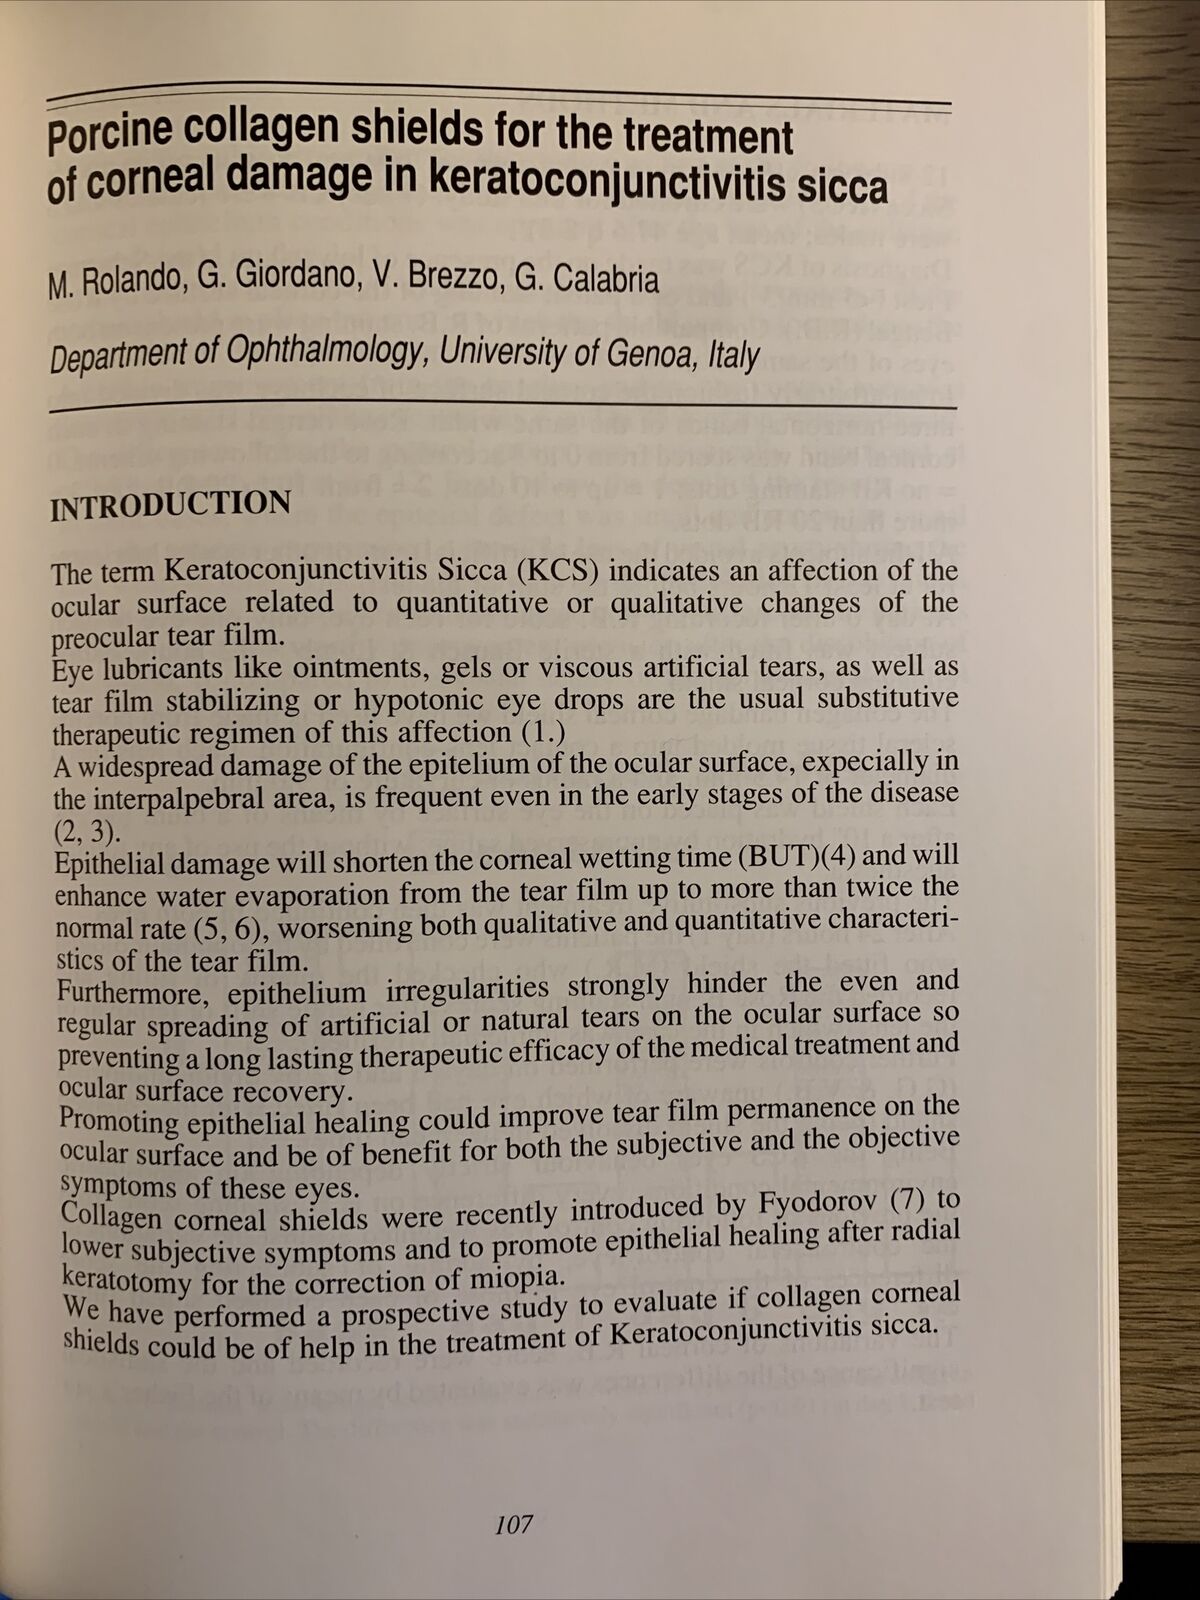 Porcine collagen shields for the treatment
of corneal damage in keratoconjunctivitis sicca
M. Rolando, G. Giordano, V. Brezzo, G. Calabria
Department of Ophthalmology, University of Genoa, Italy
INTRODUCTION
The term Keratoconjunctivitis Sicca (KCS) indicates an affection of the
ocular surface related to quantitative or qualitative changes of the
preocular tear film.
Eye lubricants like ointments, gels or viscous artificial tears, as well as
tear film stabilizing or hypotonic eye drops are the usual substitutive
therapeutic regimen of this affection (1.)
A widespread damage of the epitelium of the ocular surface, expecially in
the interpalpebral area, is frequent even in the early stages of the disease
(2, 3).
Epithelial damage will shorten the corneal wetting time (BUT)(4) and will
enhance water evaporation from the tear film up to more than twice the
normal rate (5, 6), worsening both qualitative and quantitative characteri-
stics of the tear film.
Furthermore, epithelium irregularities strongly hinder the even and
regular spreading of artificial or natural tears on the ocular surface so
preventing a long lasting therapeutic efficacy of the medical treatment and
ocular surface recovery.
Promoting epithelial healing could improve tear film permanence on the
ocular surface and be of benefit for both the subjective and the objective
symptoms of these eyes.
Collagen corneal shields were recently introduced by Fyodorov (7) to
lower subjective symptoms and to promote epithelial healing after radial
keratotomy for the correction of miopia.
We have performed a prospective study to evaluate if collagen corneal
shields could be of help in the treatment of Keratoconjunctivitis sicca.
107